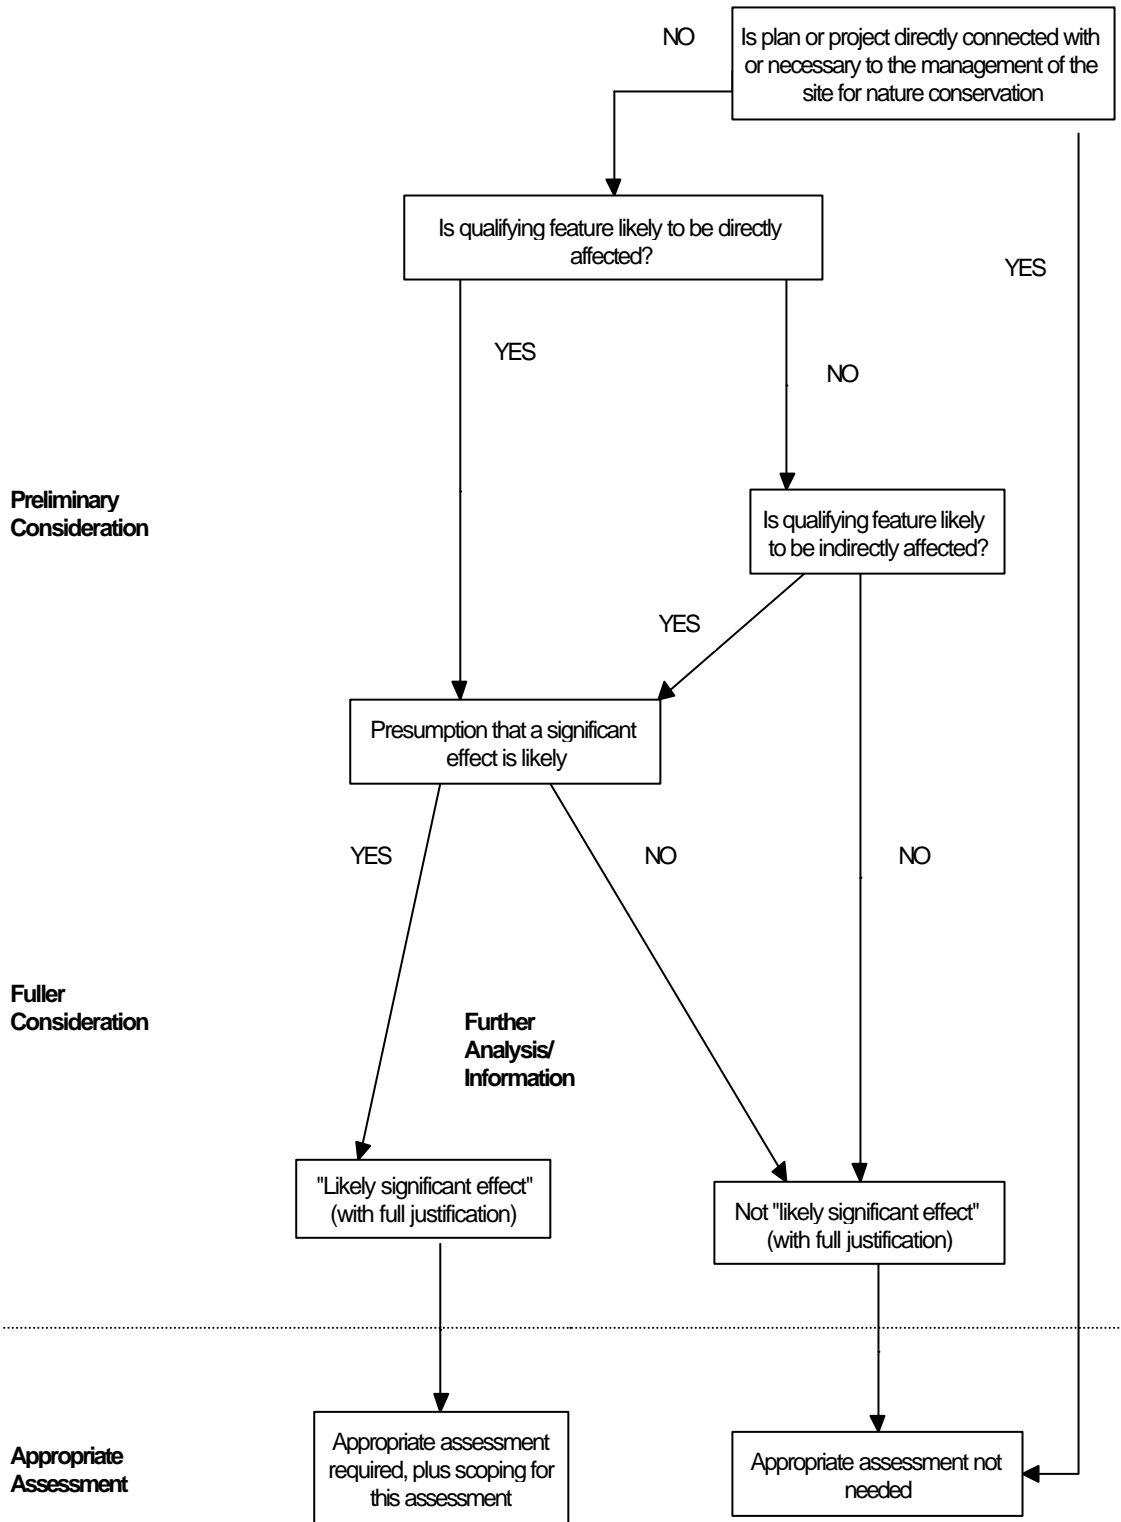 NO
Is plan or project directly connected with
or necessary to the management of the
site for nature conservation
Is qualifying feature likely to be directly
affected?
YES
YES
NO
Preliminary
Consideration
Is qualifying feature likely
to be indirectly affected?
YES
Presumption that a significant
effect is likely
YES
NO
NO
Fuller
Consideration
Further
Analysis/
Information
"Likely significant effect"
(with full justification)
Not "likely significant effect"
(with full justification)
Appropriate
Assessment
Appropriate assessment
required, plus scoping for
this assessment
Appropriate assessment not
needed